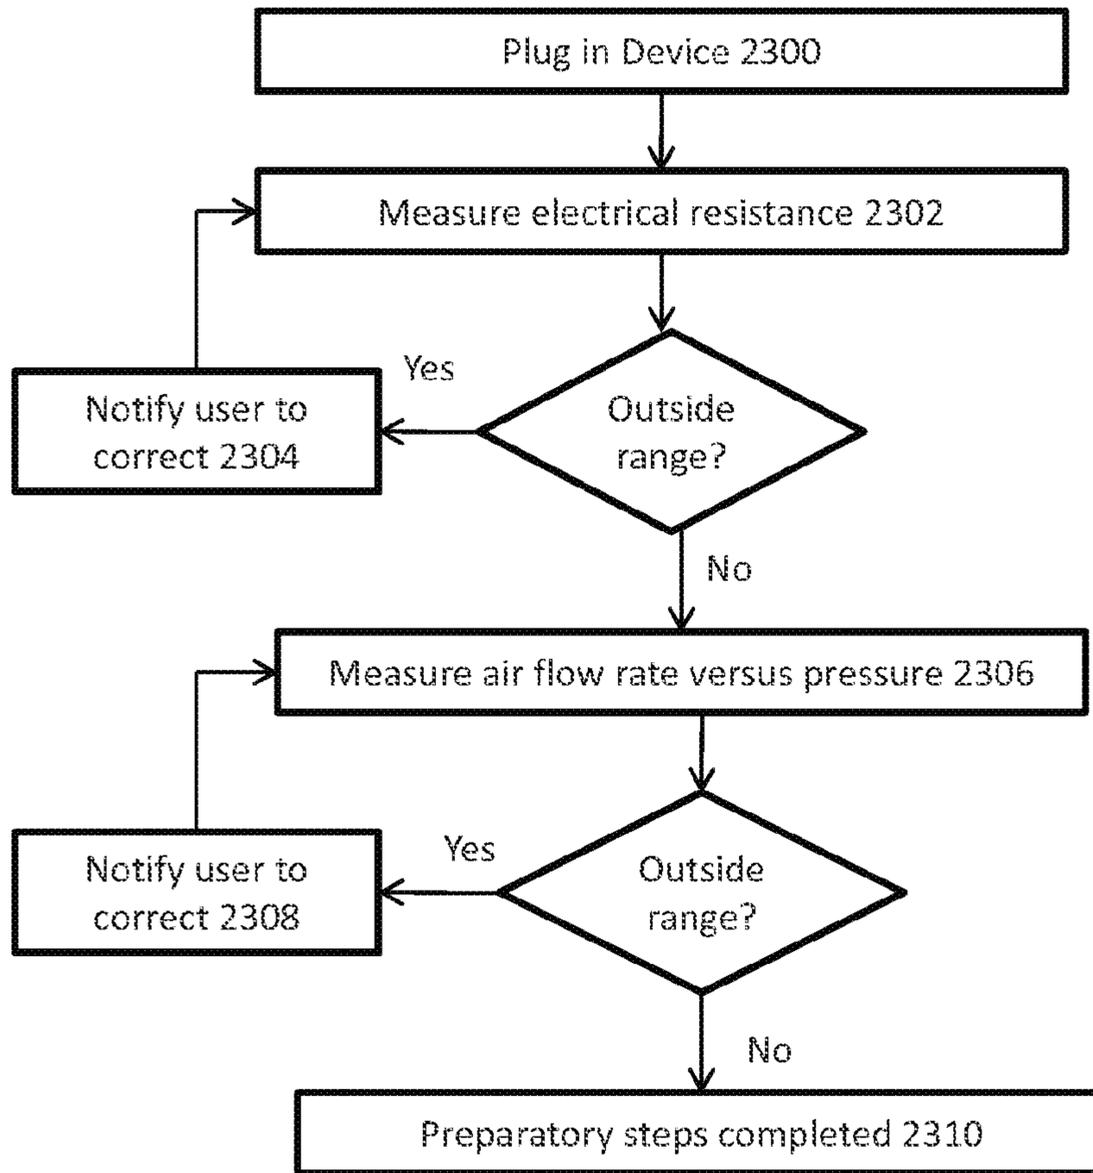 Plug in Device 2300
Measure electrical resistance 2302
Yes
Notify user to
correct 2304
Outside
range?
No
Measure air flow rate versus pressure 2306
Yes
Notify user to
correct 2308
Outside
range?
No
Preparatory steps completed 2310